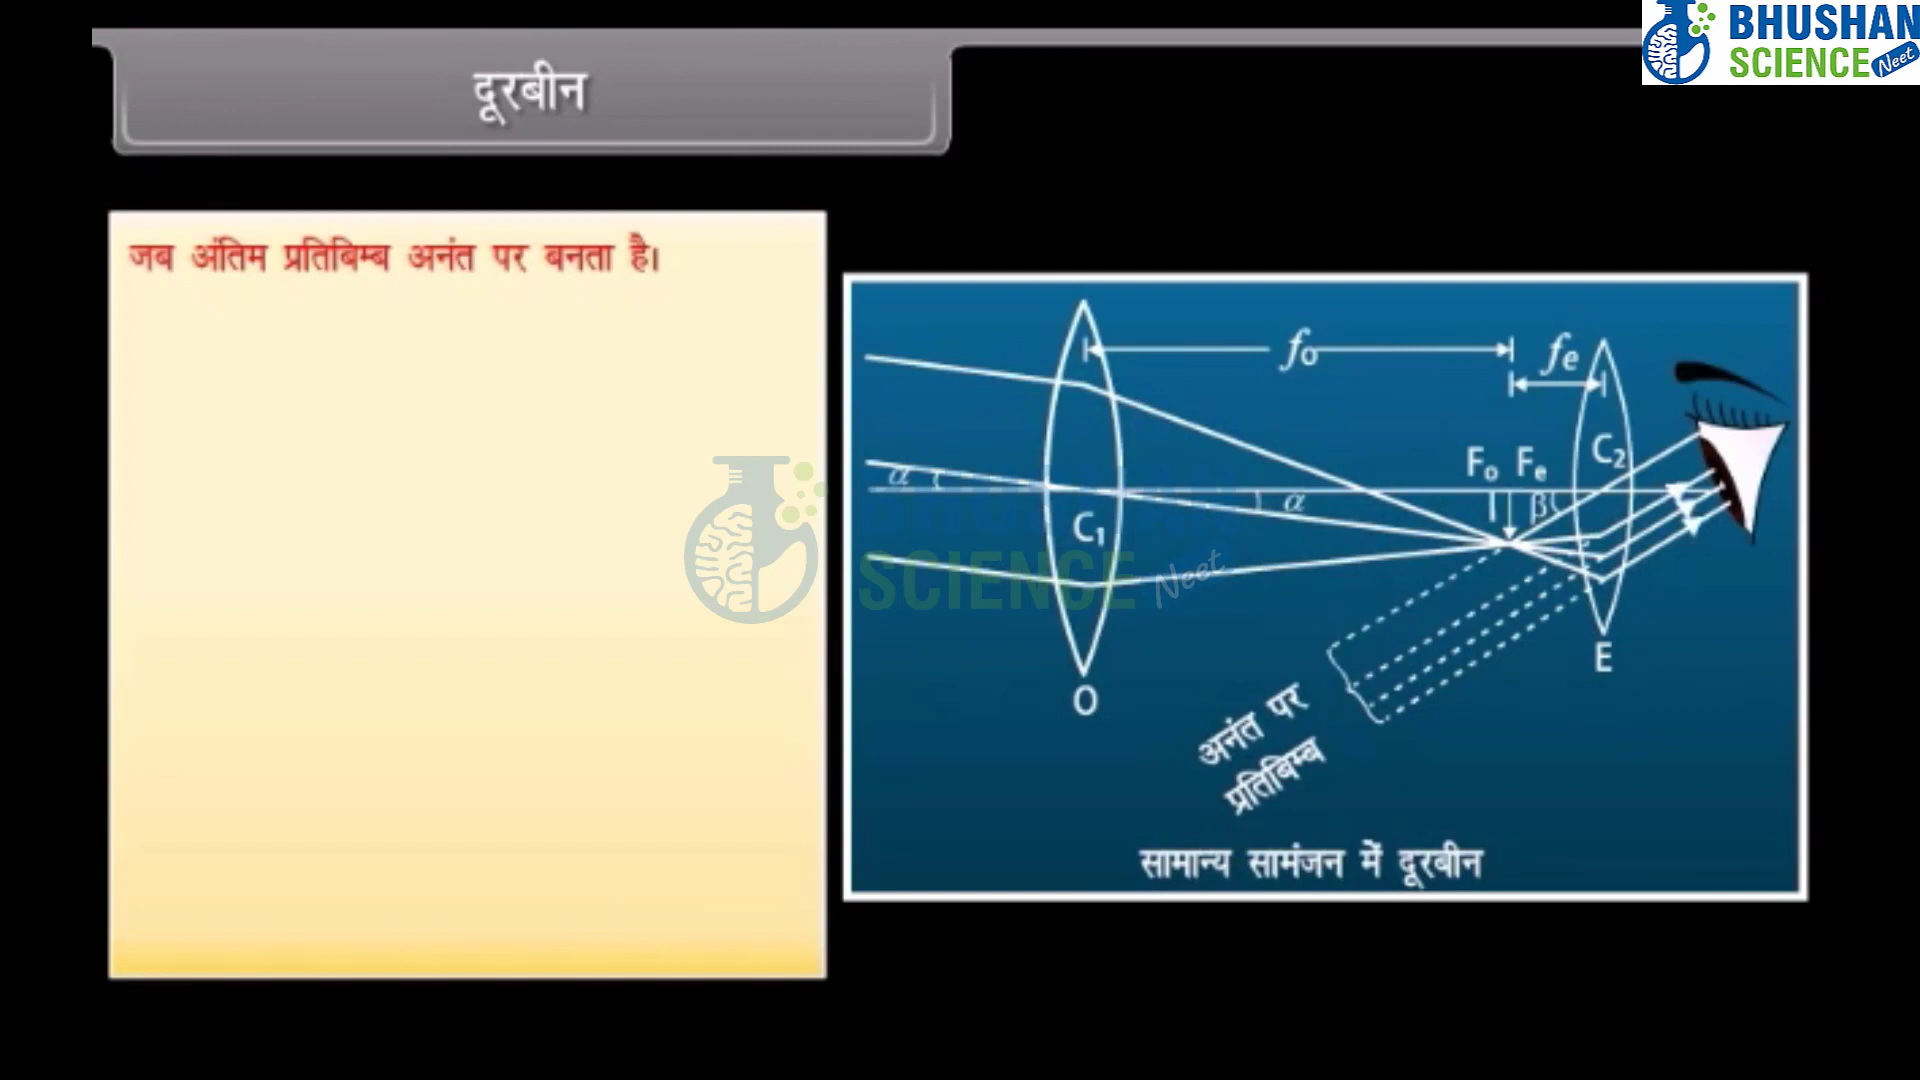 BHUSHAN
SCIENCE Neet
दूरबीन
जब अंतिम प्रतिबिम्ब अनंत पर बनता है।
fo
fe
C2
Fo Fe
α
α
I
β
C1
SCIENCE Neet
E
O
अनंत पर
प्रतिबिम्ब
सामान्य सामंजन में दूरबीन